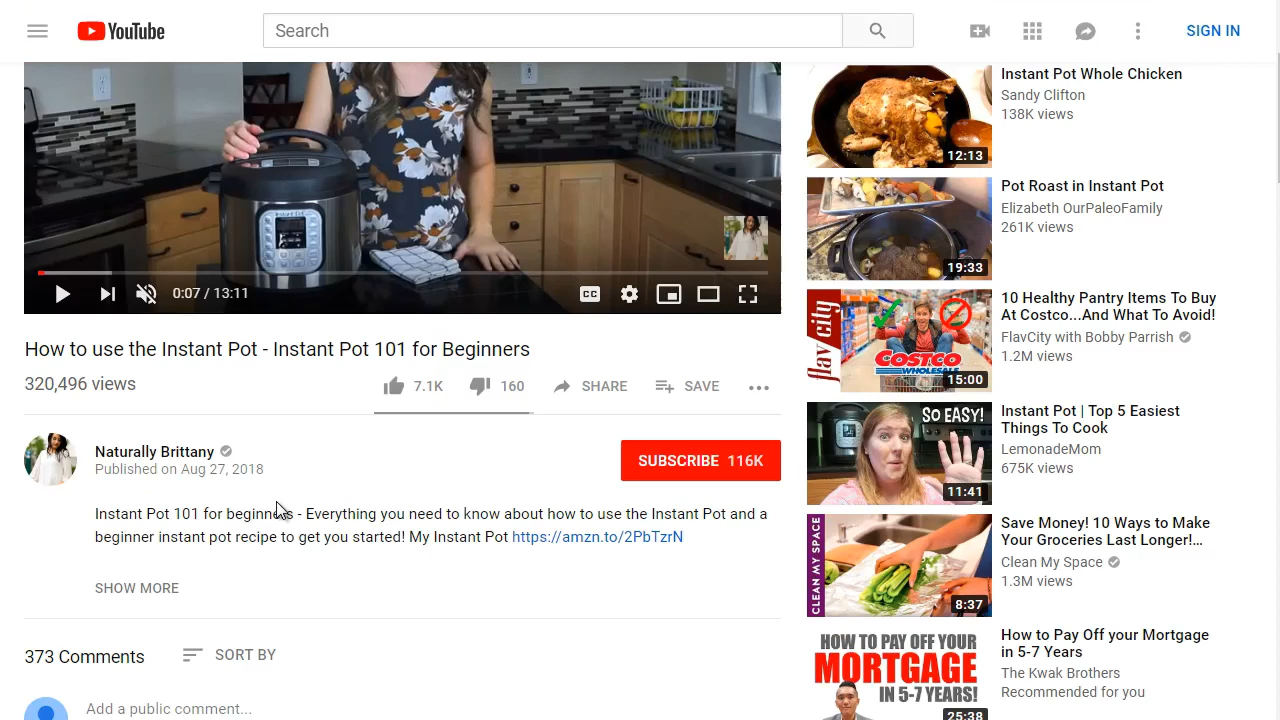 YouTube
Search
SIGN IN
0:07 / 13:11
CC
How to use the Instant Pot - Instant Pot 101 for Beginners
320,496 views
7.1K
160
SHARE
SAVE
Naturally Brittany
Published on Aug 27, 2018
SUBSCRIBE 116K
Instant Pot 101 for beginners - Everything you need to know about how to use the Instant Pot and a
beginner instant pot recipe to get you started! My Instant Pot https://amzn.to/2PbTzrN
SHOW MORE
373 Comments
SORT BY
Add a public comment...
12:13
Instant Pot Whole Chicken
Sandy Clifton
138K views
19:33
Pot Roast in Instant Pot
Elizabeth OurPaleoFamily
261K views
flav city
COSTCO
WHOLESALE
15:00
10 Healthy Pantry Items To Buy
At Costco...And What To Avoid!
FlavCity with Bobby Parrish
1.2M views
SO EASY!
11:41
Instant Pot | Top 5 Easiest
Things To Cook
LemonadeMom
675K views
CLEAN MY SPACE
8:37
Save Money! 10 Ways to Make
Your Groceries Last Longer!...
Clean My Space
1.3M views
HOW TO PAY OFF YOUR
MORTGAGE
IN 5-7 YEARS!
25:38
How to Pay Off your Mortgage
in 5-7 Years
The Kwak Brothers
Recommended for you